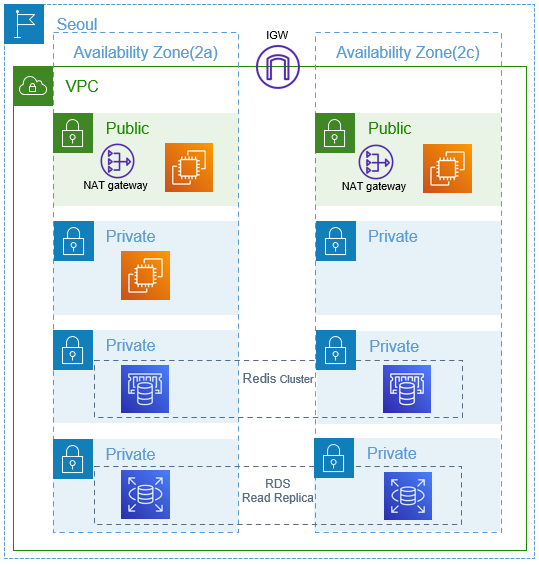 Seoul
IGW
Availability Zone(2a)
Availability Zone(2c)
VPC
Public
NAT gateway
Public
NAT gateway
Private
Private
Private
Private
Redis Cluster
Private
Private
RDS
Read Replica